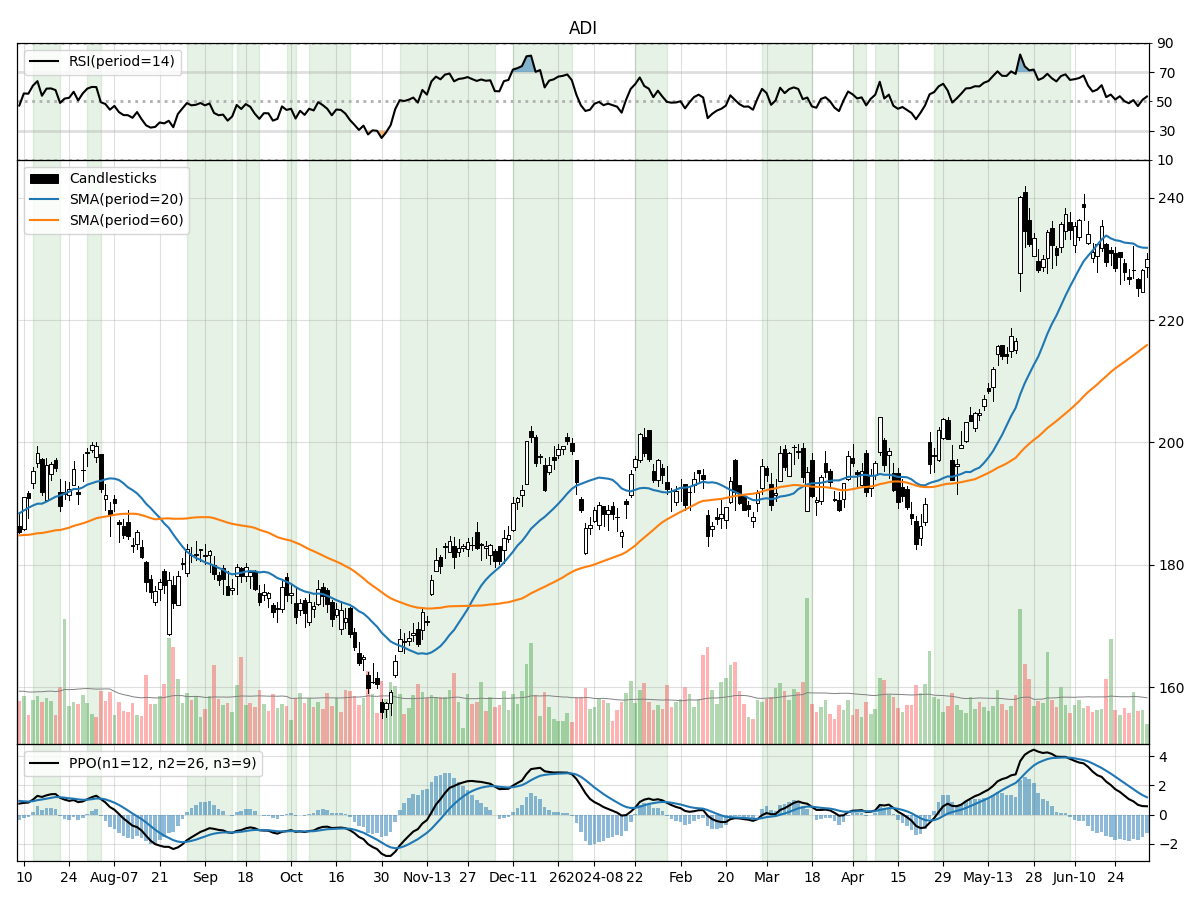 ADI
RSI(period=14)
90
70
50
30
10
Candlesticks
SMA(period=20)
SMA(period=60)
240
220
200
180
160
PPO(n1=12, n2=26, n3=9)
4
2
0
−2
10 24 Aug-07 21 Sep 18 Oct 16 30 Nov-13 27 Dec-11 26 2024-08 22 Feb 20 Mar 18 Apr 15 29 May-13 28 Jun-10 24